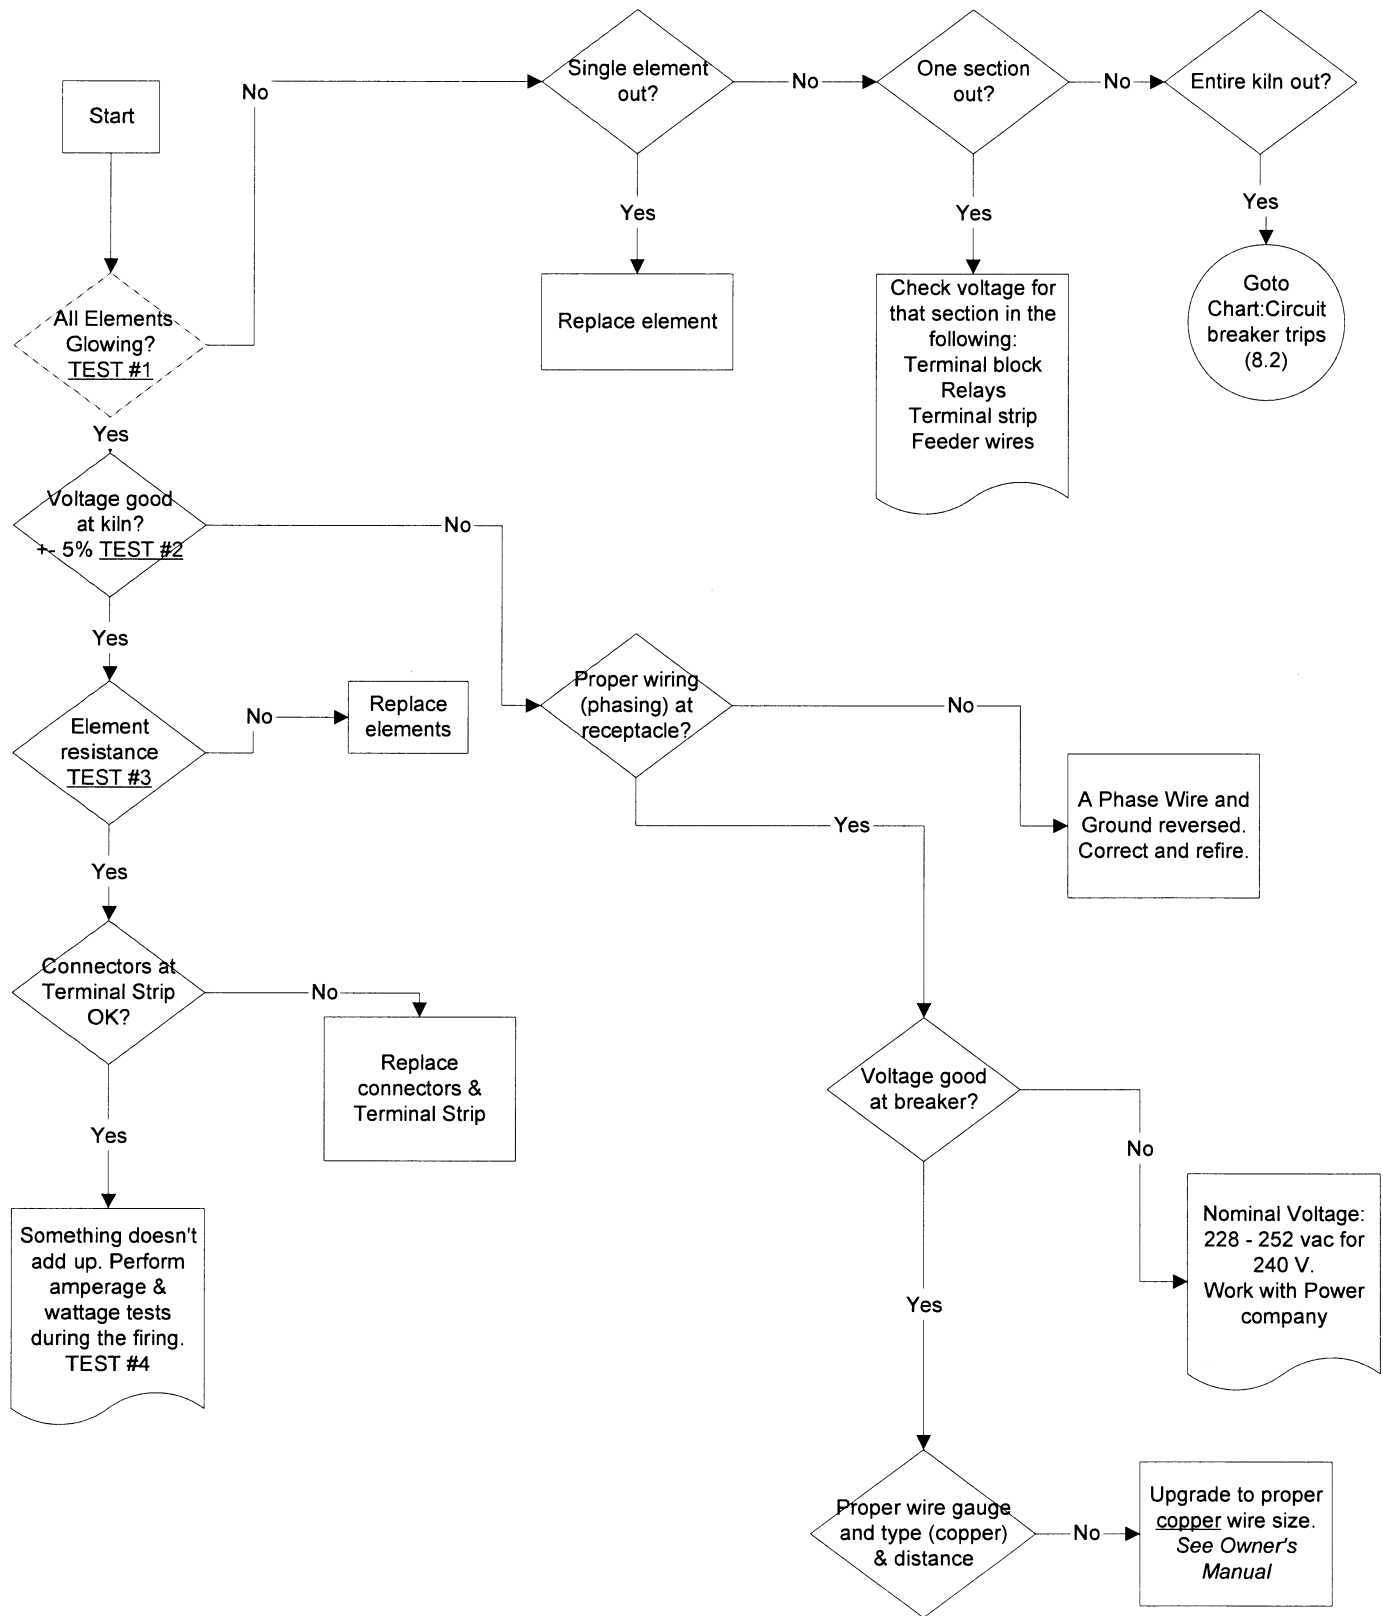 Start
No
Single element
out?
No
One section
out?
No
Entire kiln out?
Yes
Replace element
Yes
Check voltage for
that section in the
following:
Terminal block
Relays
Terminal strip
Feeder wires
Yes
Goto
Chart:Circuit
breaker trips
(8.2)
All Elements
Glowing?
TEST #1
Yes
Voltage good
at kiln?
+- 5% TEST #2
No
Yes
Element
resistance
TEST #3
No
Replace
elements
Proper wiring
(phasing) at
receptacle?
No
A Phase Wire and
Ground reversed.
Correct and refire.
Yes
Yes
Connectors at
Terminal Strip
OK?
No
Replace
connectors &
Terminal Strip
Yes
Something doesn't
add up. Perform
amperage &
wattage tests
during the firing.
TEST #4
Voltage good
at breaker?
No
Nominal Voltage:
228 - 252 vac for
240 V.
Work with Power
company
Yes
Proper wire gauge
and type (copper)
& distance
No
Upgrade to proper
copper wire size.
See Owner's
Manual